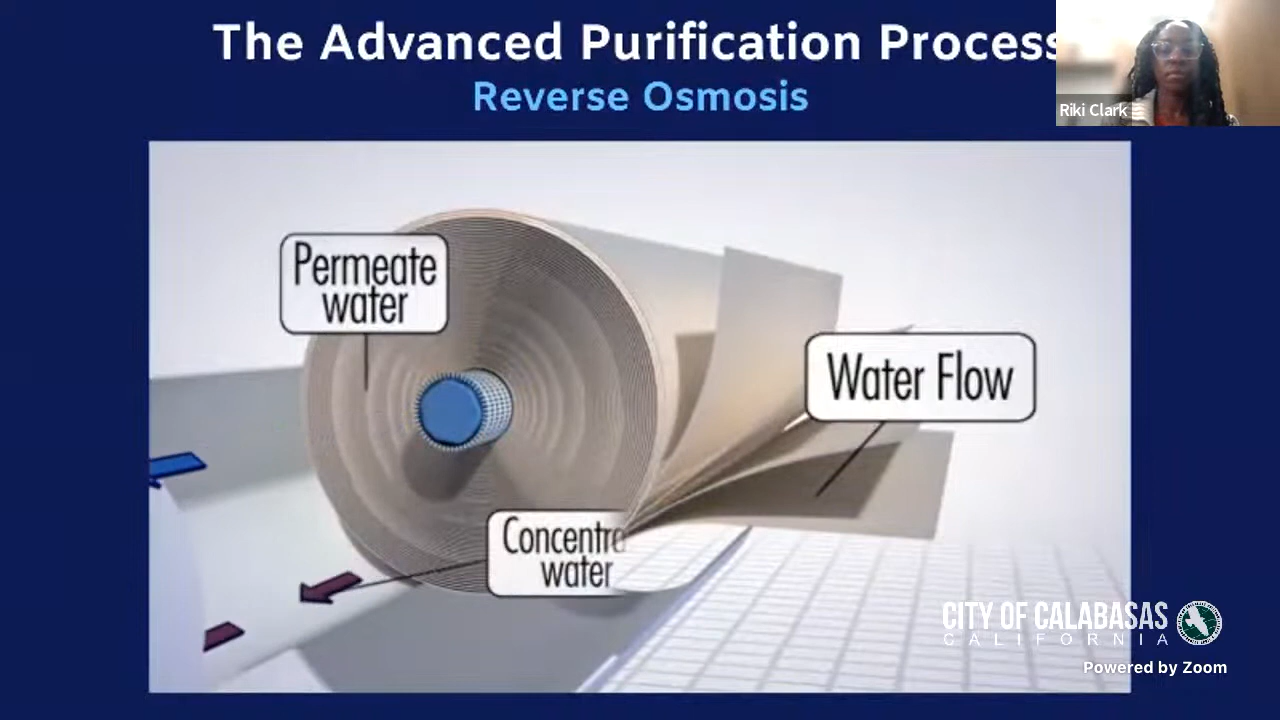 The Advanced Purification Process
Reverse Osmosis
Riki Clark
Permeate
water
Water Flow
Concentra
water
CITY OF CALABASAS
CALIFORNIA
Powered by Zoom